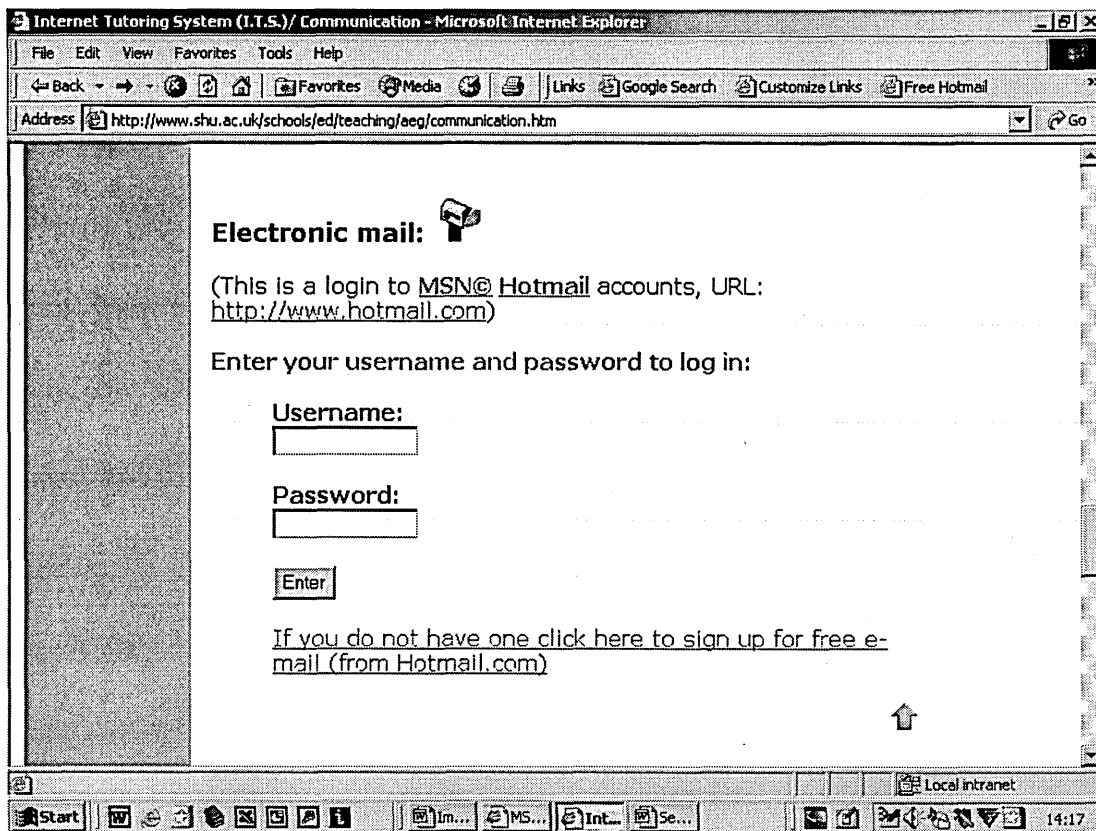 Internet Tutoring System (I.T.S.)/ Communication - Microsoft Internet Explorer
File Edit View Favorites Tools Help
Back Favorites Media Links Google Search Customize Links Free Hotmail »
Address http://www.shu.ac.uk/schools/ed/teaching/aeg/communication.htm Go
Electronic mail:
(This is a login to MSN© Hotmail accounts, URL:
http://www.hotmail.com)
Enter your username and password to log in:
Username:
Password:
Enter
If you do not have one click here to sign up for free e-
mail (from Hotmail.com)
Local intranet
Start Im... MS... Int... Se... 14:17